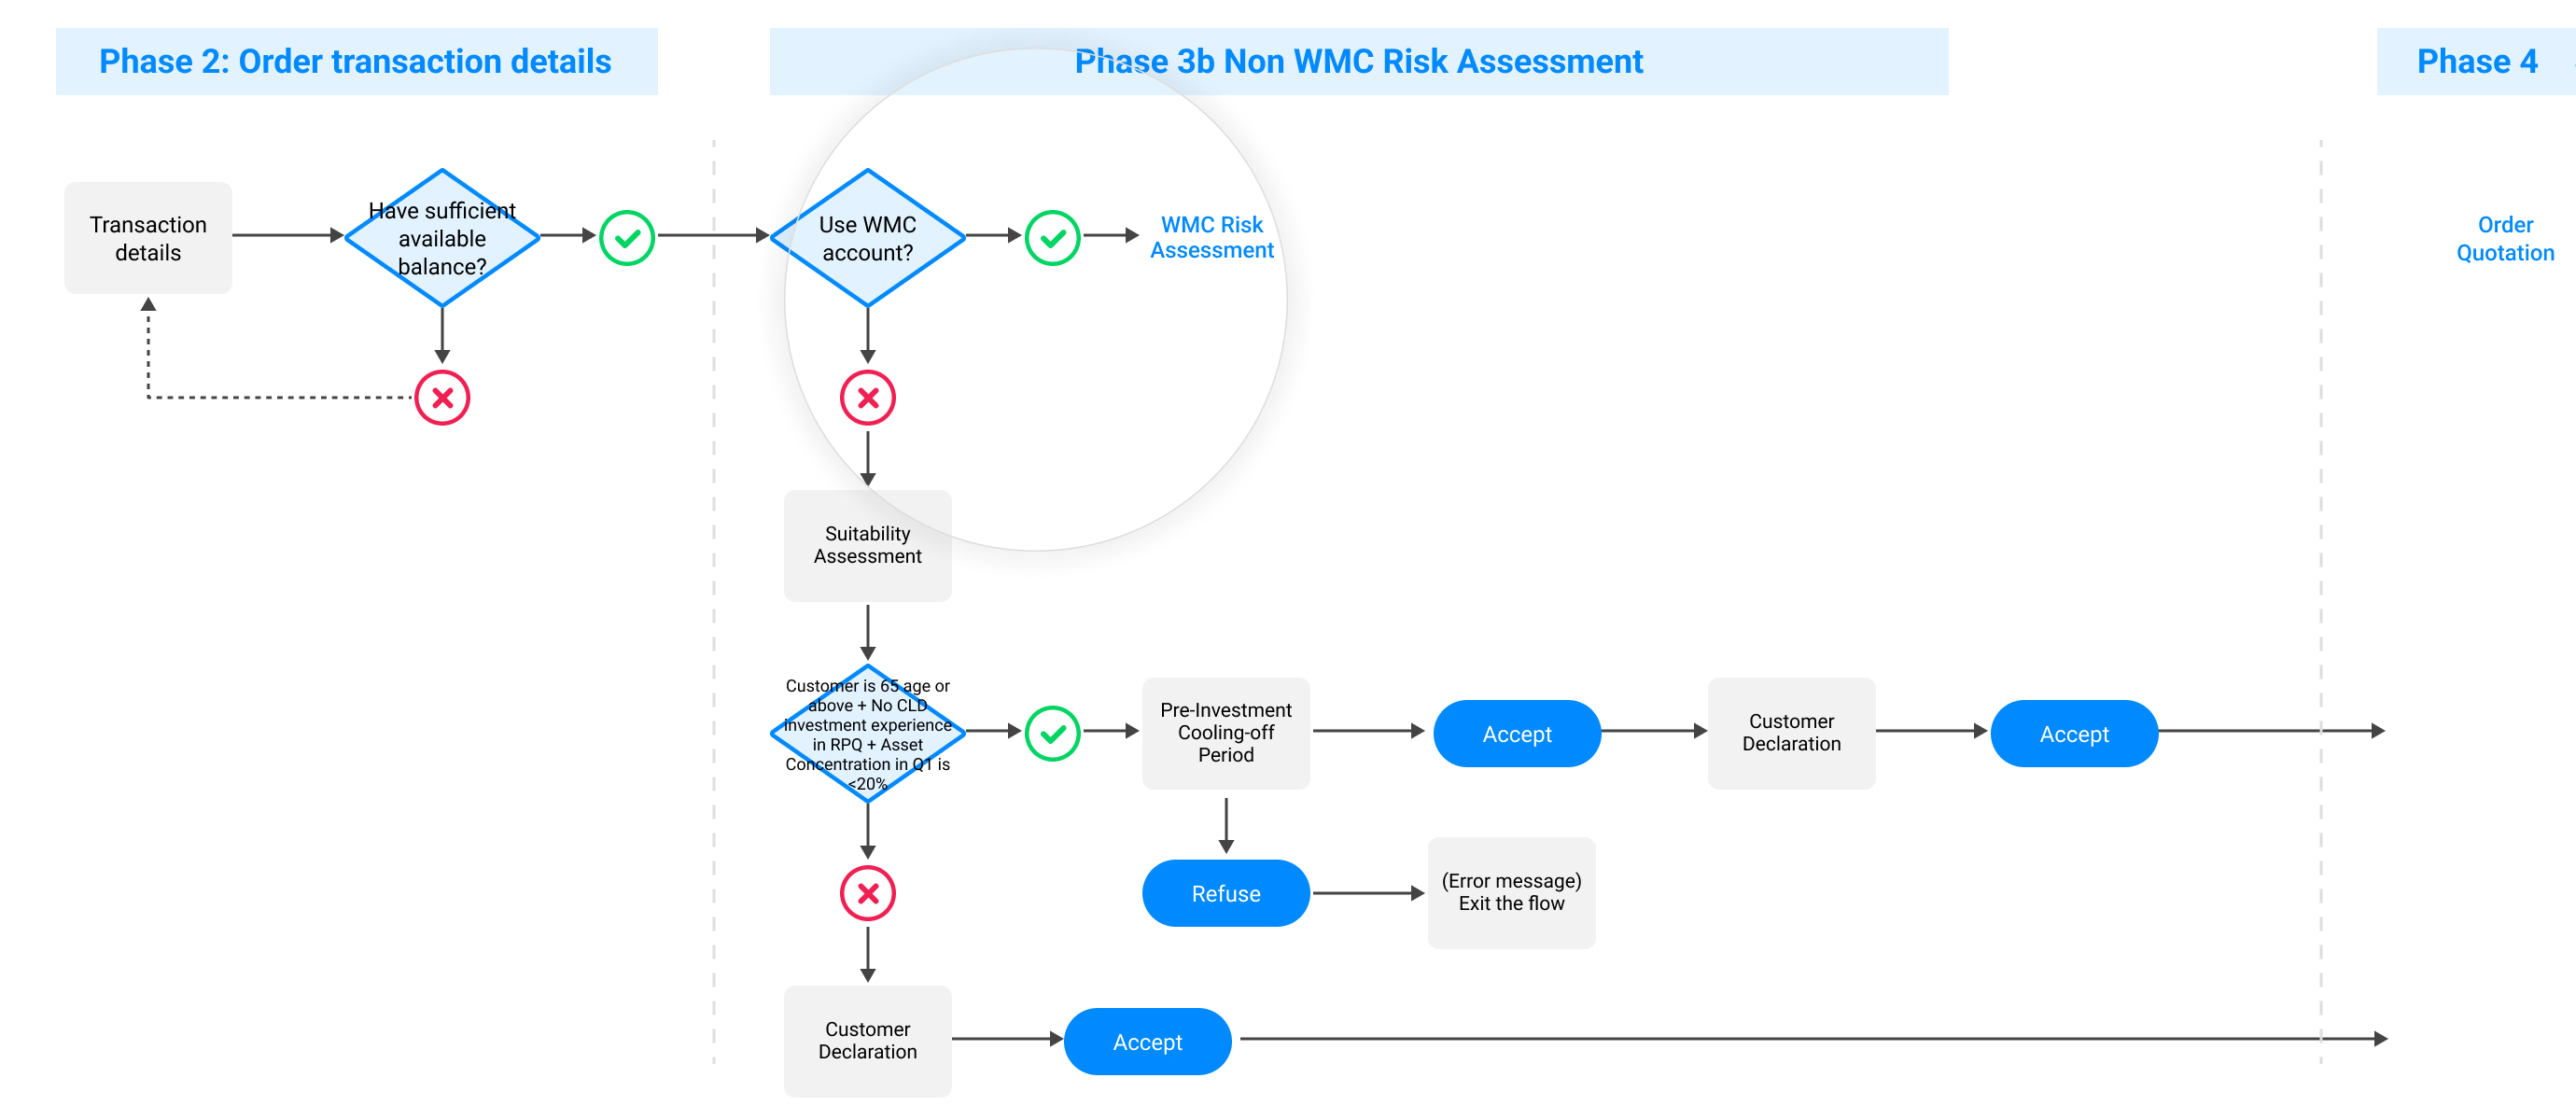 Phase 2: Order transaction details
Phase 3b Non WMC Risk Assessment
Phase 4
Transaction
details
Have sufficient
available
balance?
Use WMC
account?
WMC Risk
Assessment
Order
Quotation
Suitability
Assessment
Customer is 65 age or
above + No CLD
investment experience
in RPQ + Asset
Concentration in Q1 is
<20%
Pre-Investment
Cooling-off
Period
Accept
Customer
Declaration
Accept
Refuse
(Error message)
Exit the flow
Customer
Declaration
Accept